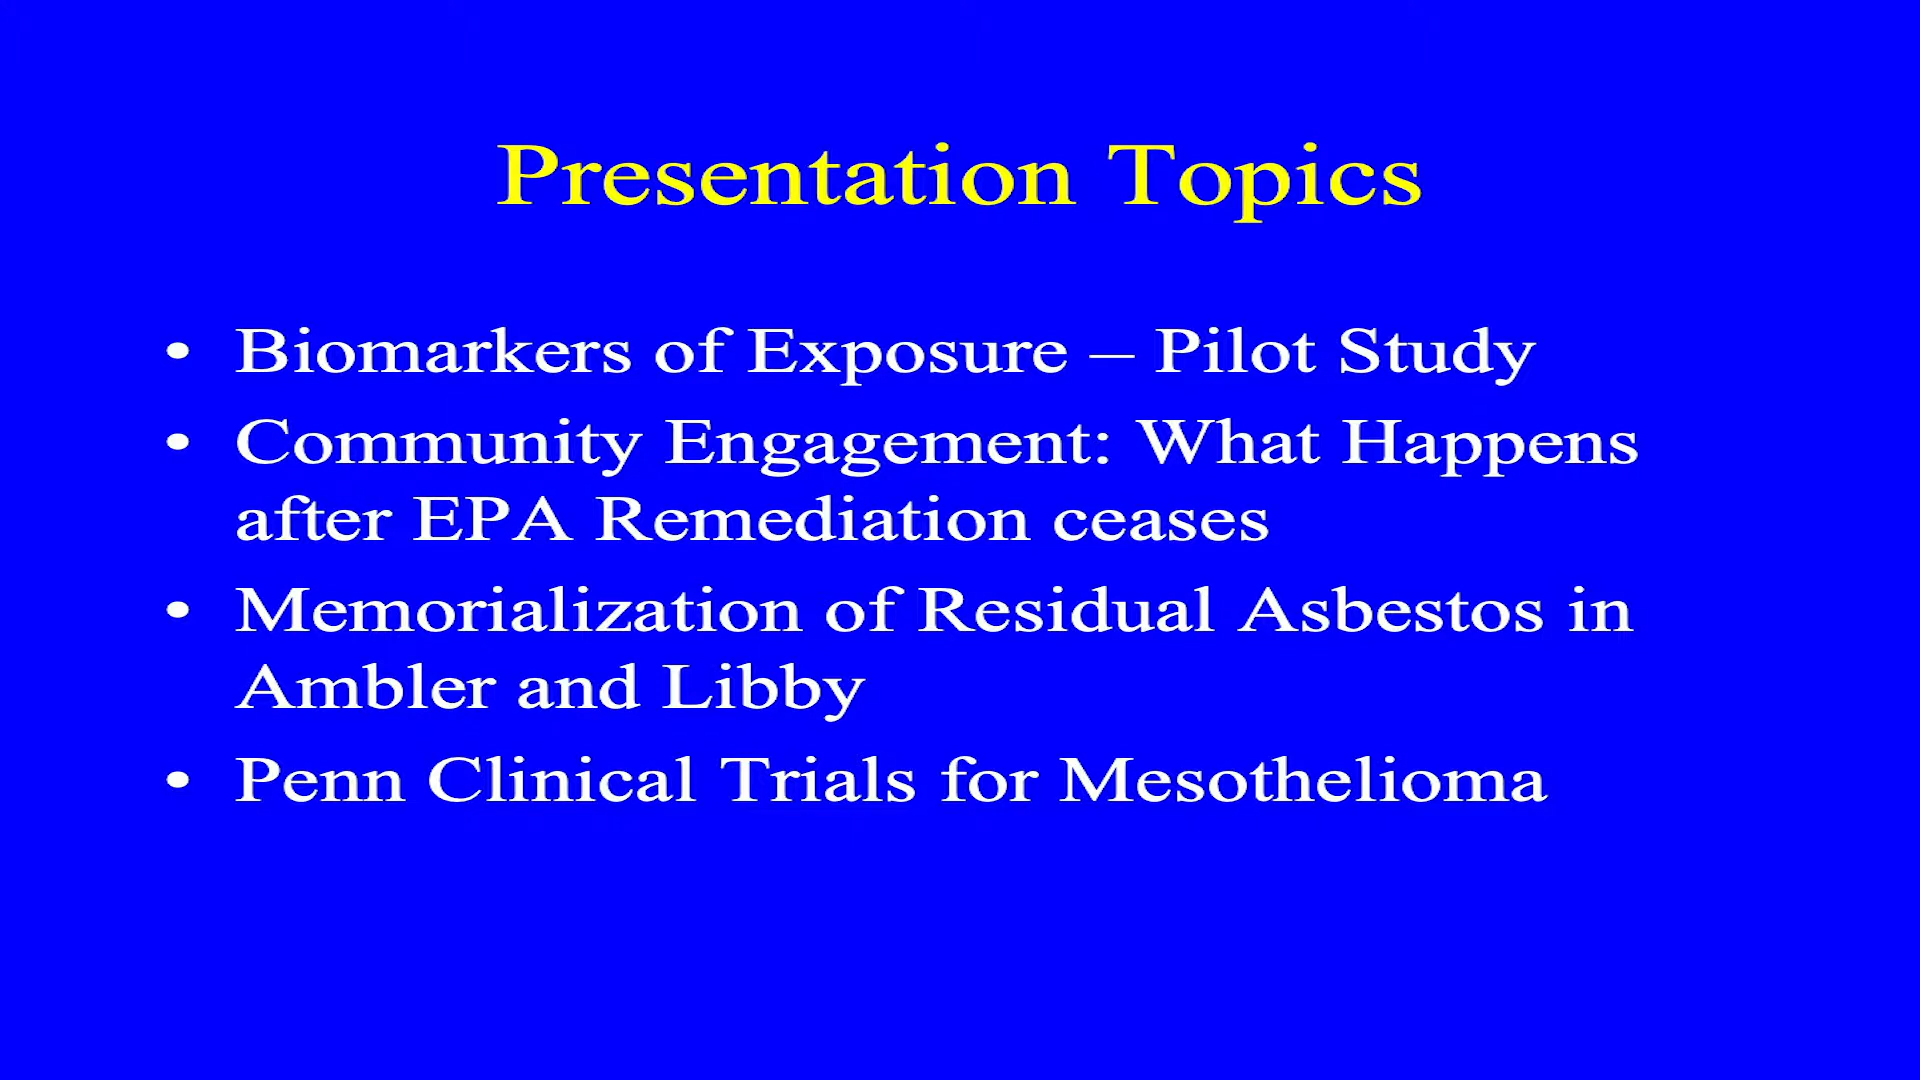 Presentation Topics
• Biomarkers of Exposure – Pilot Study
• Community Engagement: What Happens
after EPA Remediation ceases
• Memorialization of Residual Asbestos in
Ambler and Libby
• Penn Clinical Trials for Mesothelioma